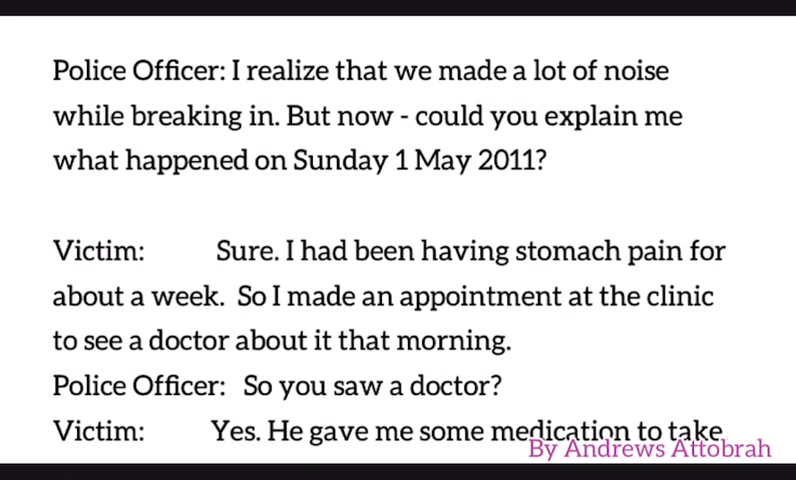 Police Officer: I realize that we made a lot of noise
while breaking in. But now - could you explain me
what happened on Sunday 1 May 2011?
Victim: Sure. I had been having stomach pain for
about a week. So I made an appointment at the clinic
to see a doctor about it that morning.
Police Officer: So you saw a doctor?
Victim: Yes. He gave me some medication to take
By Andrews Attobrah